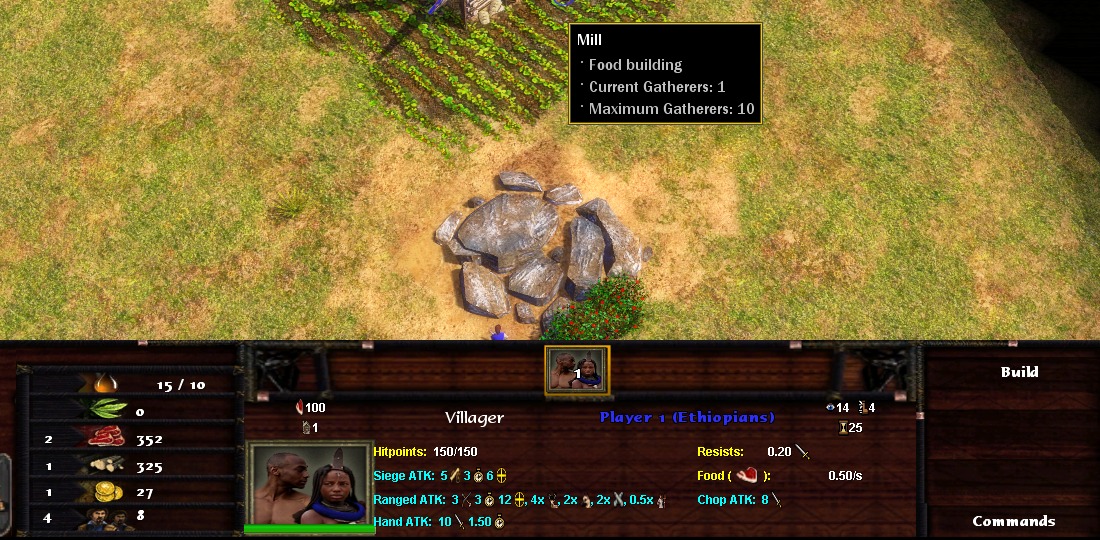 Mill
· Food building
· Current Gatherers: 1
· Maximum Gatherers: 10
1
15 / 10
0
2 352
1 325
1 27
4 8
100
1
Villager
Player 1 (Ethiopians)
14 4
25
Hitpoints: 150/150
Siege ATK: 5 3 6
Ranged ATK: 3 3 12 , 4x , 2x , 2x , 0.5x
Hand ATK: 10 1.50
Resists: 0.20
Food ( ): 0.50/s
Chop ATK: 8
Build
Commands